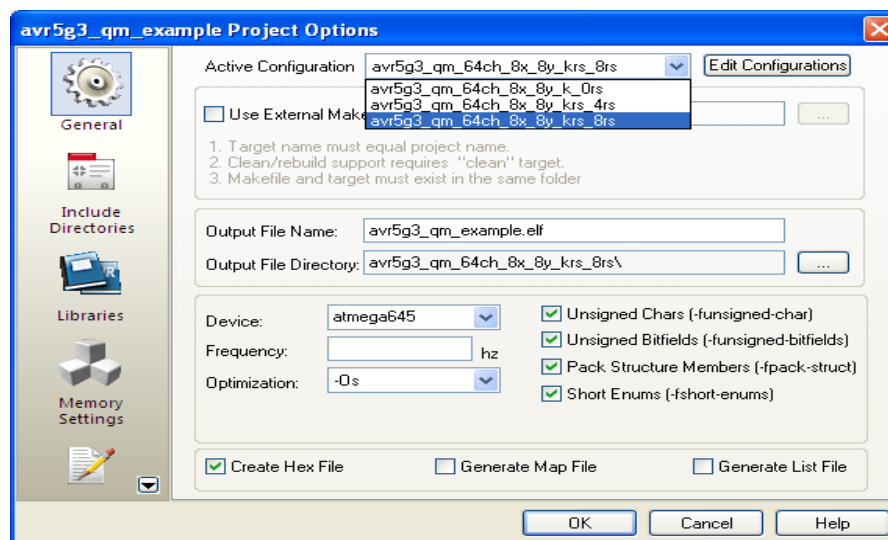 avr5g3_qm_example Project Options
General
Include
Directories
Libraries
Memory
Settings
Active Configuration avr5g3_qm_64ch_8x_8y_krs_8rs Edit Configurations
avr5g3_qm_64ch_8x_8y_k_0rs
avr5g3_qm_64ch_8x_8y_krs_4rs
avr5g3_qm_64ch_8x_8y_krs_8rs
Use External Make
...
1. Target name must equal project name.
2. Clean/rebuild support requires "clean" target.
3. Makefile and target must exist in the same folder
Output File Name: avr5g3_qm_example.elf
Output File Directory: avr5g3_qm_64ch_8x_8y_krs_8rs\ ...
Device: atmega645
Frequency: hz
Optimization: -Os
Unsigned Chars (-funsigned-char)
Unsigned Bitfields (-funsigned-bitfields)
Pack Structure Members (-fpack-struct)
Short Enums (-fshort-enums)
Create Hex File Generate Map File Generate List File
OK Cancel Help